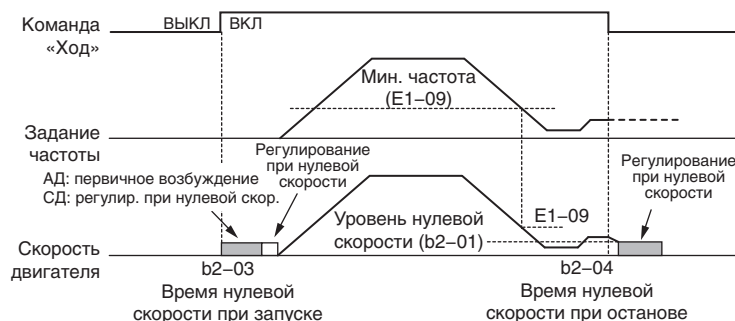 Команда
«Ход»
ВЫКЛ
ВКЛ
Мин. частота
(E1−09)
Задание
частоты
Регулирование
при нулевой
скорости
АД: первичное возбуждение
СД: регулир. при нулевой скор.
Регулирование
при нулевой
скорости
E1−09
Уровень нулевой
скорости (b2−01)
Скорость
двигателя
b2−03
Время нулевой
скорости при запуске
b2−04
Время нулевой
скорости при останове